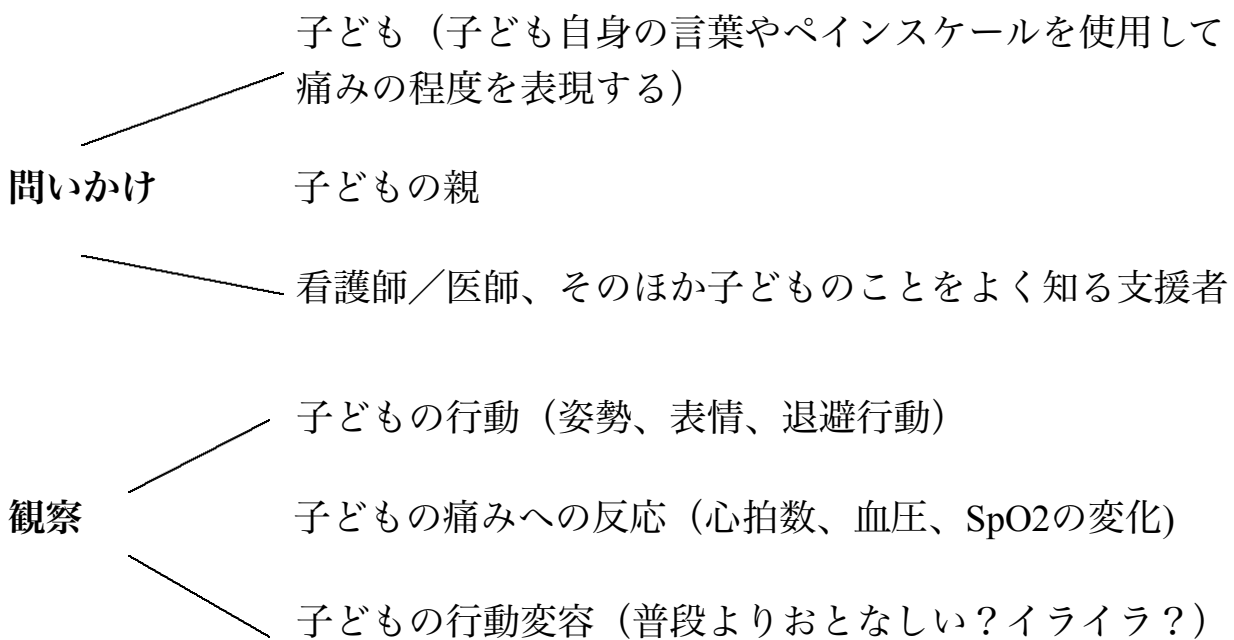 子ども（子ども自身の言葉やペインスケールを使用して
痛みの程度を表現する）
問いかけ
子どもの親
看護師／医師、そのほか子どものことをよく知る支援者
子どもの行動（姿勢、表情、退避行動）
観察
子どもの痛みへの反応（心拍数、血圧、SpO2の変化)
子どもの行動変容（普段よりおとなしい？イライラ？）